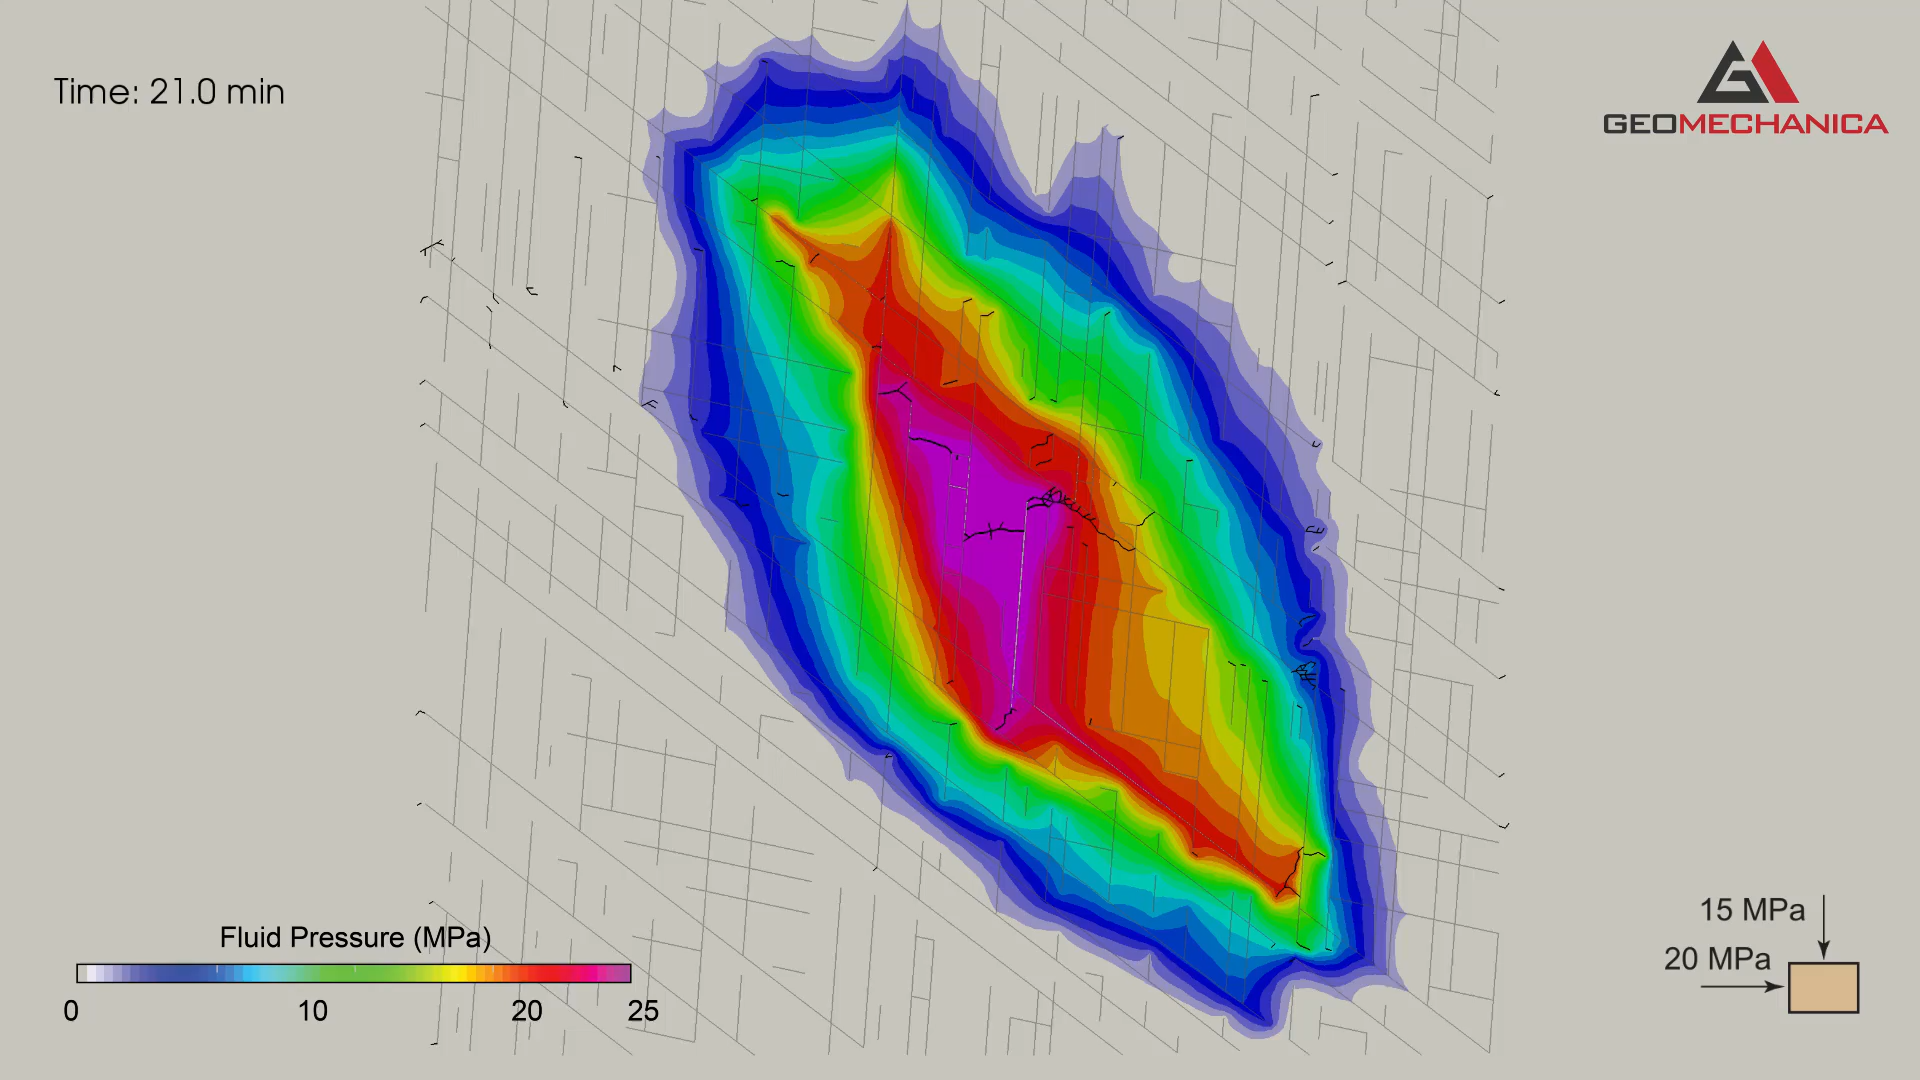 Time: 21.0 min
GEOMECHANICA
Fluid Pressure (MPa)
0 10 20 25
15 MPa
20 MPa